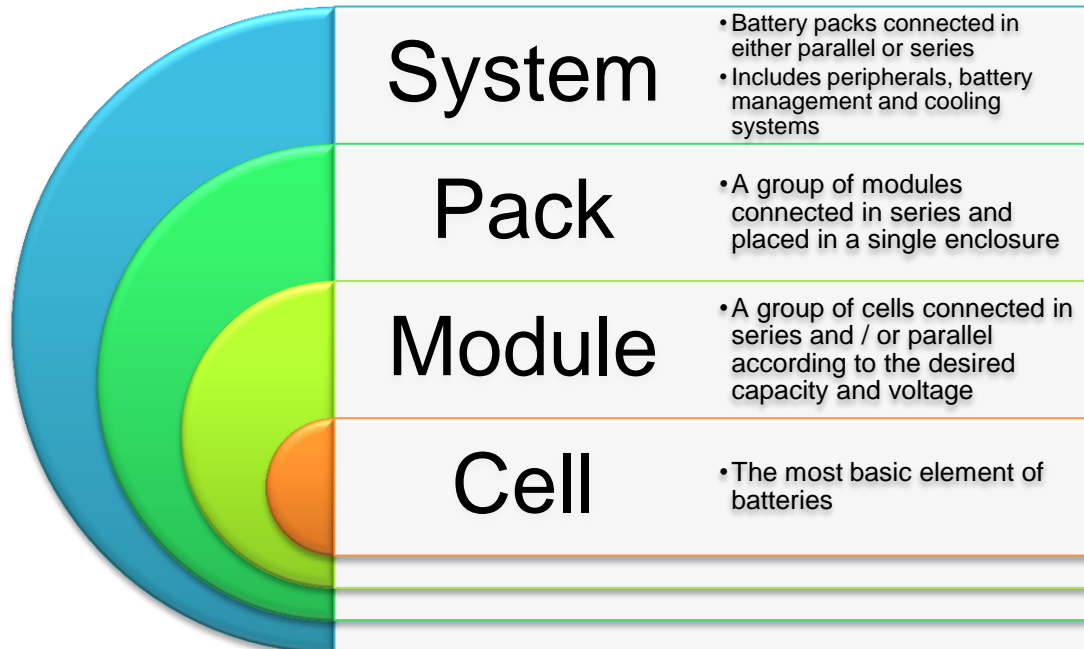 System
• Battery packs connected in
either parallel or series
• Includes peripherals, battery
management and cooling
systems
Pack
• A group of modules
connected in series and
placed in a single enclosure
Module
• A group of cells connected in
series and / or parallel
according to the desired
capacity and voltage
Cell
• The most basic element of
batteries